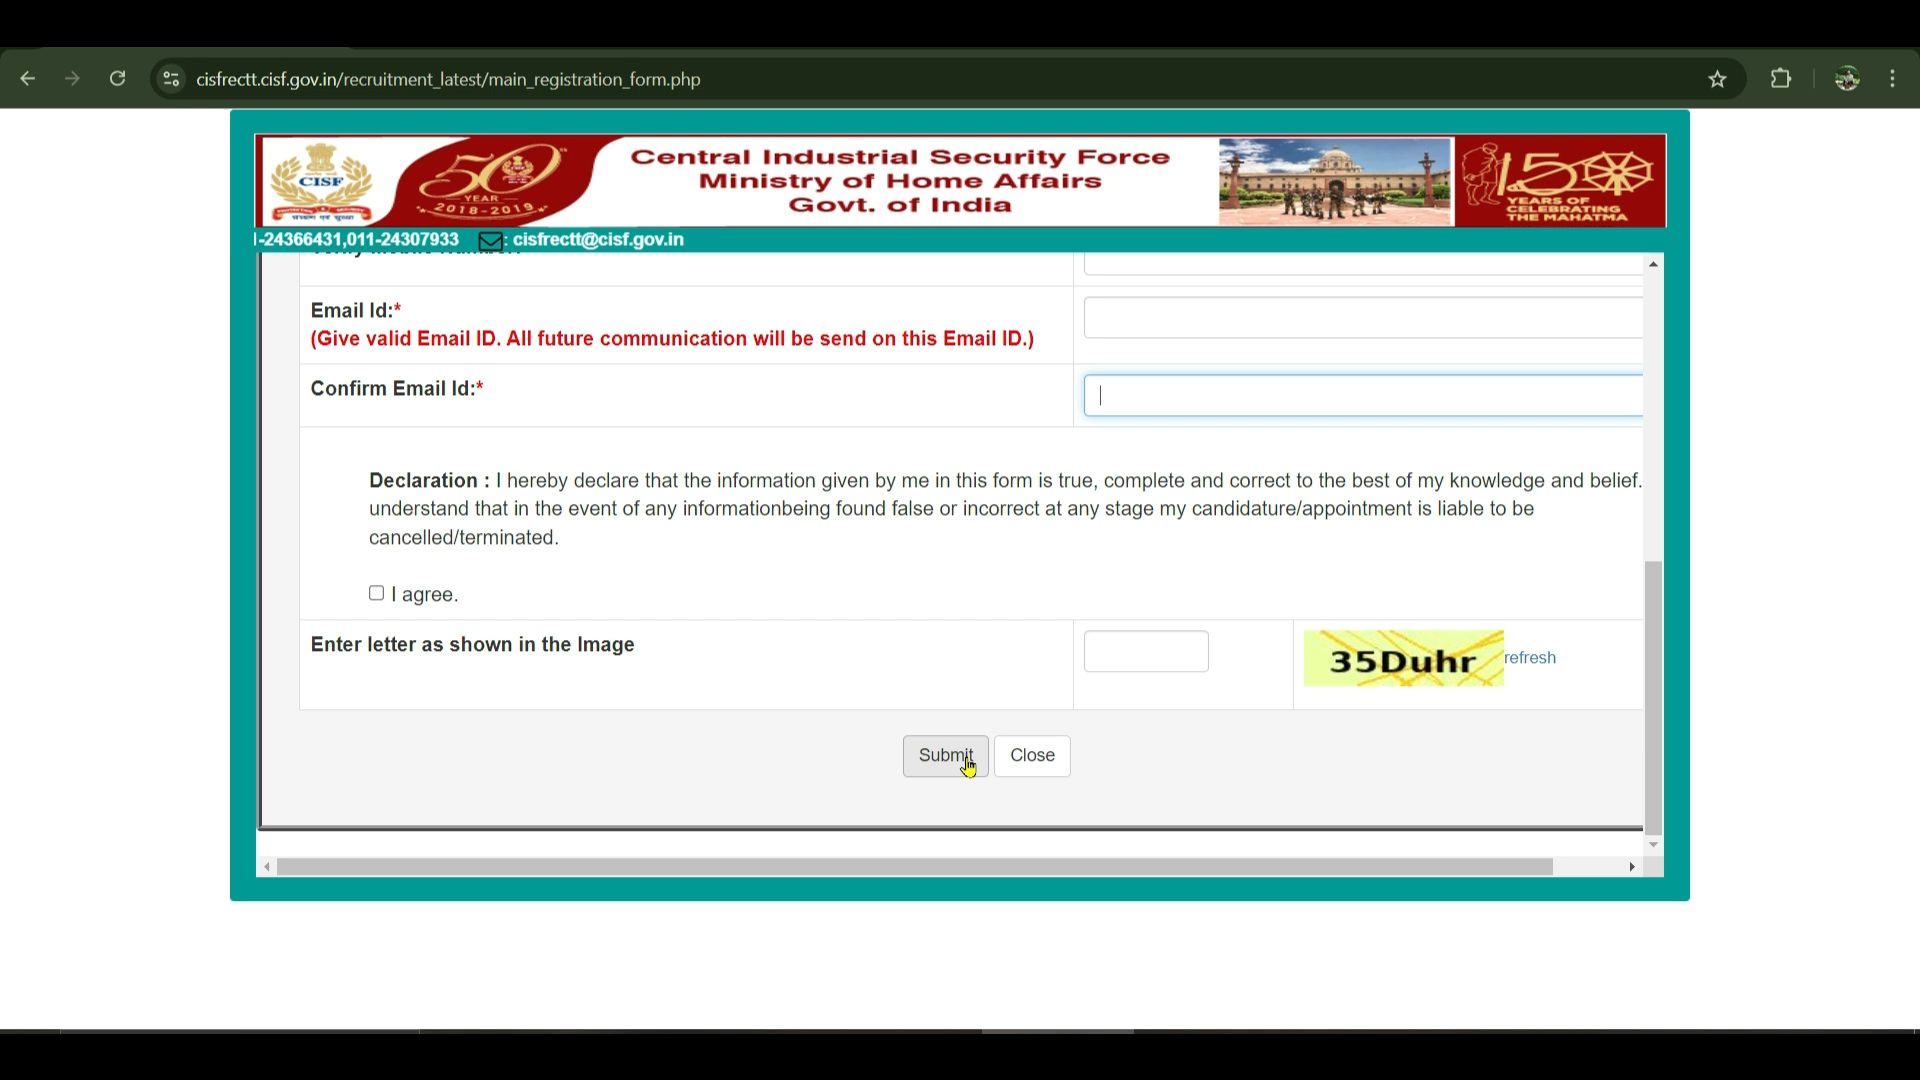 cisfrectt.cisf.gov.in/recruitment_latest/main_registration_form.php
CISF
50
YEAR
2018-2019
Central Industrial Security Force
Ministry of Home Affairs
Govt. of India
150
YEARS OF
CELEBRATING
THE MAHATMA
-24366431,011-24307933 : cisfrectt@cisf.gov.in
Email Id:*
(Give valid Email ID. All future communication will be send on this Email ID.)
Confirm Email Id:*
Declaration : I hereby declare that the information given by me in this form is true, complete and correct to the best of my knowledge and belief.
understand that in the event of any informationbeing found false or incorrect at any stage my candidature/appointment is liable to be
cancelled/terminated.
I agree.
Enter letter as shown in the Image
35Duhr refresh
Submit Close